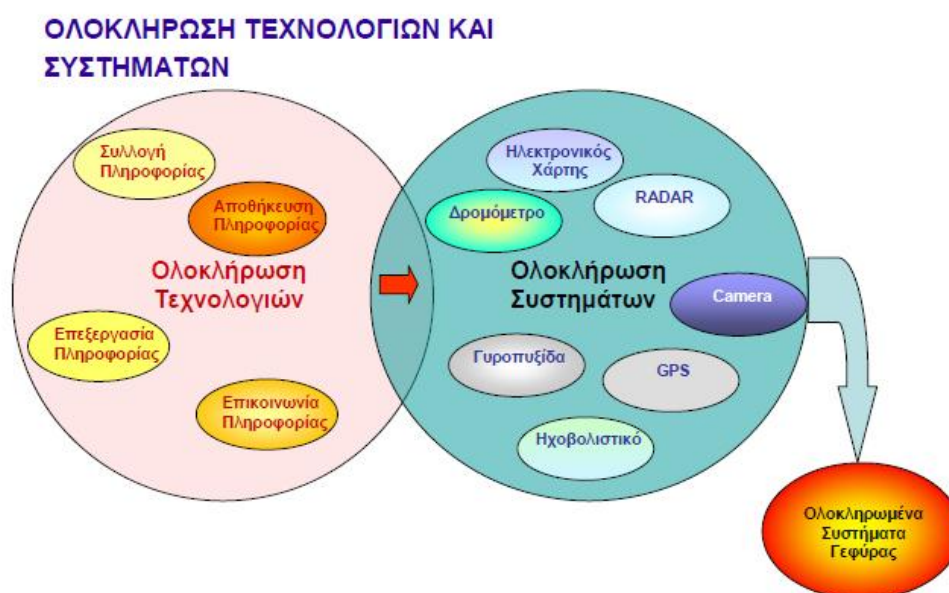 ΟΛΟΚΛΗΡΩΣΗ ΤΕΧΝΟΛΟΓΙΩΝ ΚΑΙ
ΣΥΣΤΗΜΑΤΩΝ
Συλλογή
Πληροφορίας
Αποθήκευση
Πληροφορίας
Ολοκλήρωση
Τεχνολογιών
Επεξεργασία
Πληροφορίας
Επικοινωνία
Πληροφορίας
Ηλεκτρονικός
Χάρτης
RADAR
Δρομόμετρο
Ολοκλήρωση
Συστημάτων
Camera
Γυροπυξίδα
GPS
Ηχοβολιστικό
Ολοκληρωμένα
Συστήματα
Γεφύρας